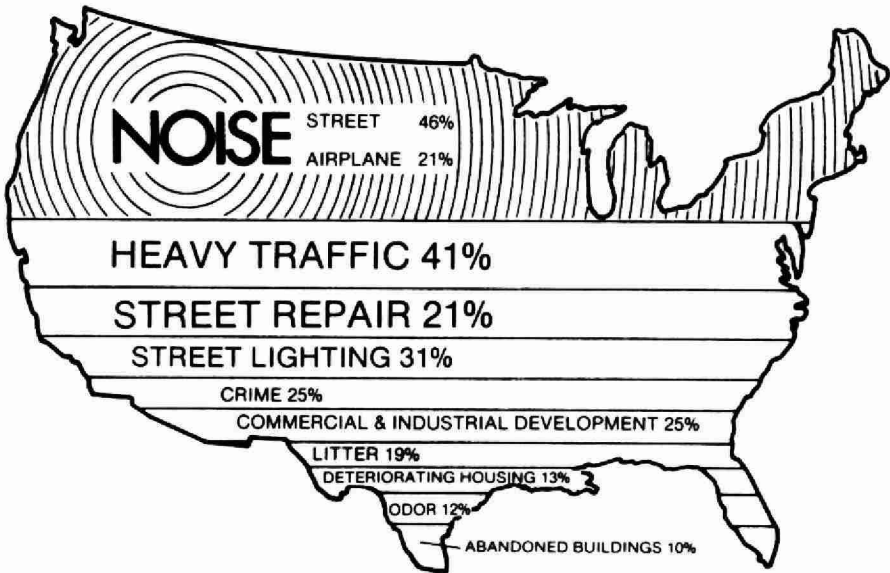 NOISE STREET 46%
AIRPLANE 21%
HEAVY TRAFFIC 41%
STREET REPAIR 21%
STREET LIGHTING 31%
CRIME 25%
COMMERCIAL & INDUSTRIAL DEVELOPMENT 25%
LITTER 19%
DETERIORATING HOUSING 13%
ODOR 12%
ABANDONED BUILDINGS 10%